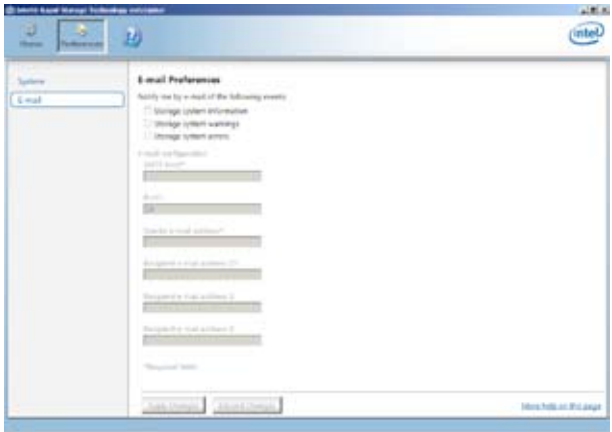 Intel® Rapid Storage Technology enterprise
Home
Preferences
intel
System
E-mail
E-mail Preferences
Notify me by e-mail of the following events
Storage system information
Storage system warnings
Storage system errors
E-mail configuration
SMTP host*
Port*
Sender e-mail address*
Recipient e-mail address 1*
Recipient e-mail address 2
Recipient e-mail address 3
*Required fields
Apply Changes
Discard Changes
More help on this page